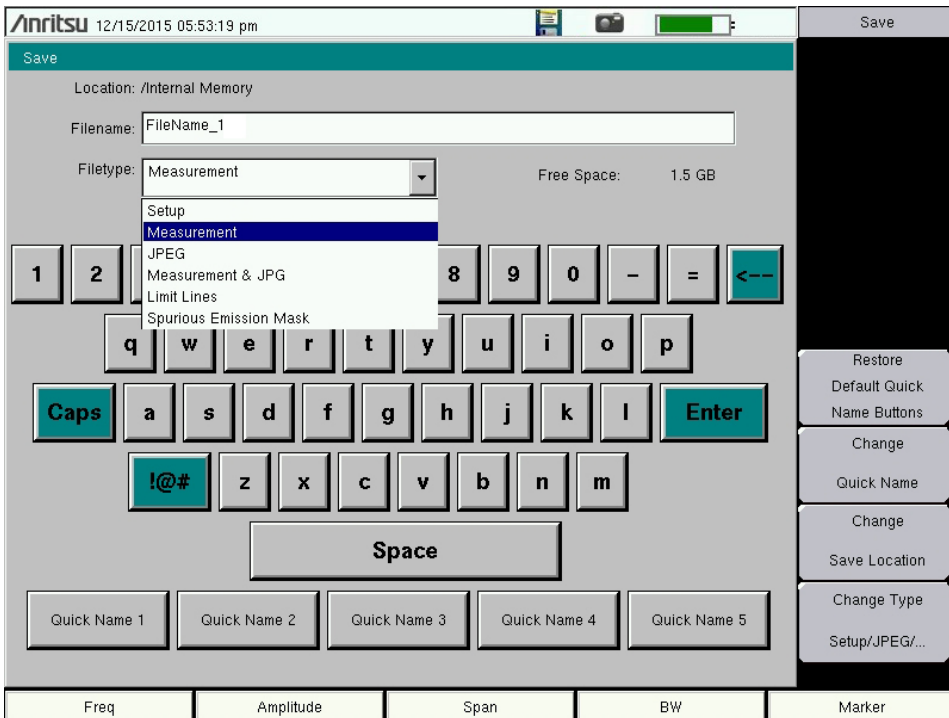 /Inritsu 12/15/2015 05:53:19 pm
Save
Save
Location: /Internal Memory
Filename: FileName_1
Filetype: Measurement
Free Space: 1.5 GB
Setup
Measurement
JPEG
Measurement & JPG
Limit Lines
Spurious Emission Mask
1 2 8 9 0 - = <--
q w e r t y u i o p
Caps a s d f g h j k l Enter
!@# z x c v b n m
Space
Quick Name 1 Quick Name 2 Quick Name 3 Quick Name 4 Quick Name 5
Restore
Default Quick
Name Buttons
Change
Quick Name
Change
Save Location
Change Type
Setup/JPEG/...
Freq Amplitude Span BW Marker